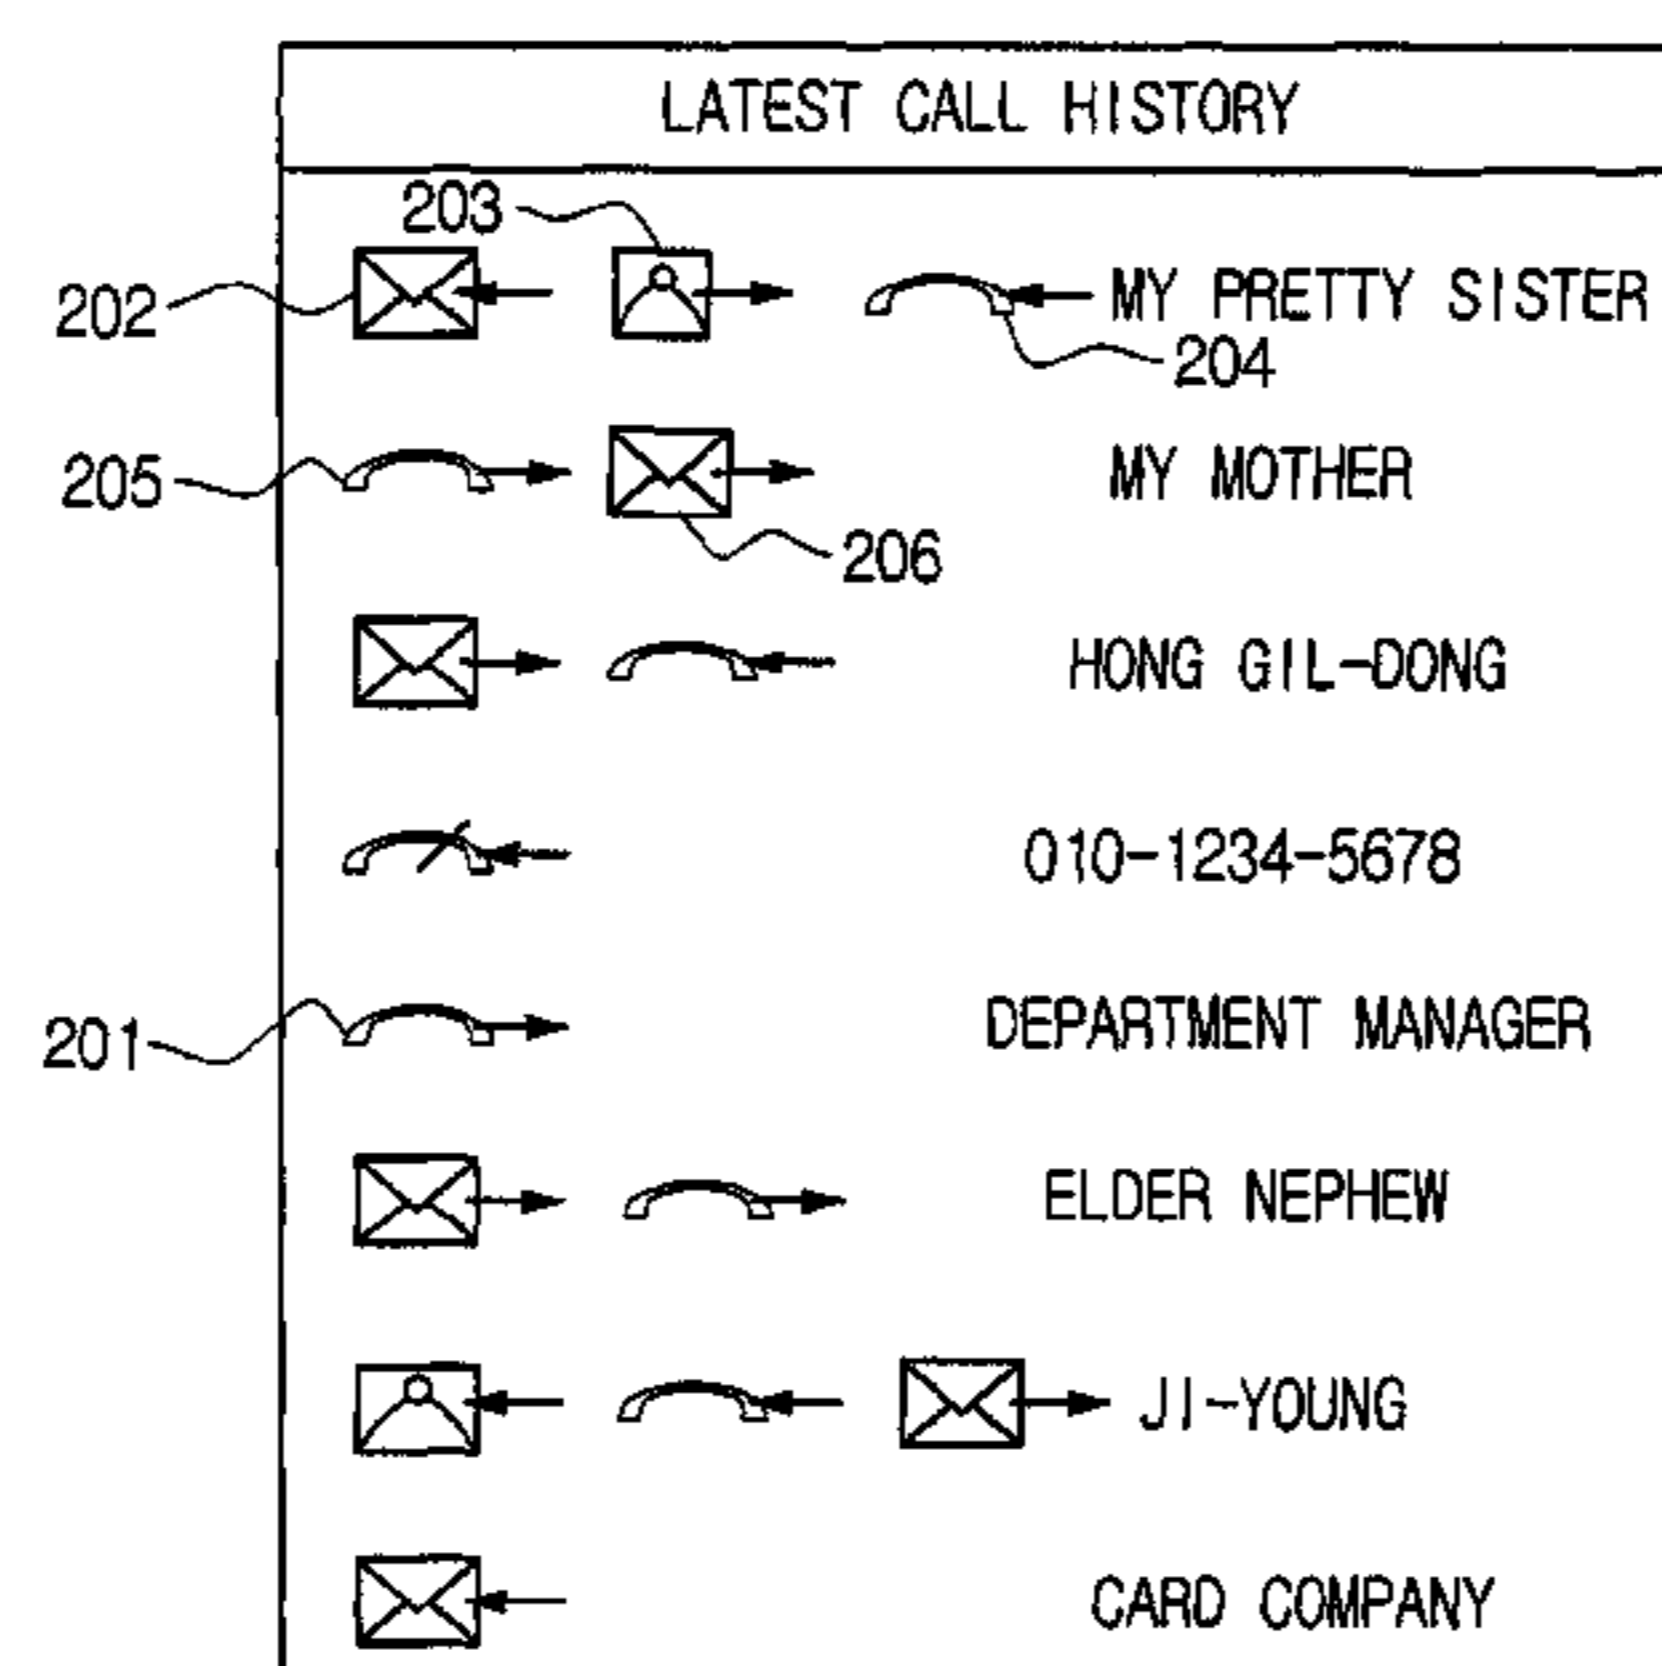 LATEST CALL HISTORY
203
202
MY PRETTY SISTER
204
205
MY MOTHER
206
HONG GIL-DONG
010-1234-5678
201
DEPARTMENT MANAGER
ELDER NEPHEW
JI-YOUNG
CARD COMPANY